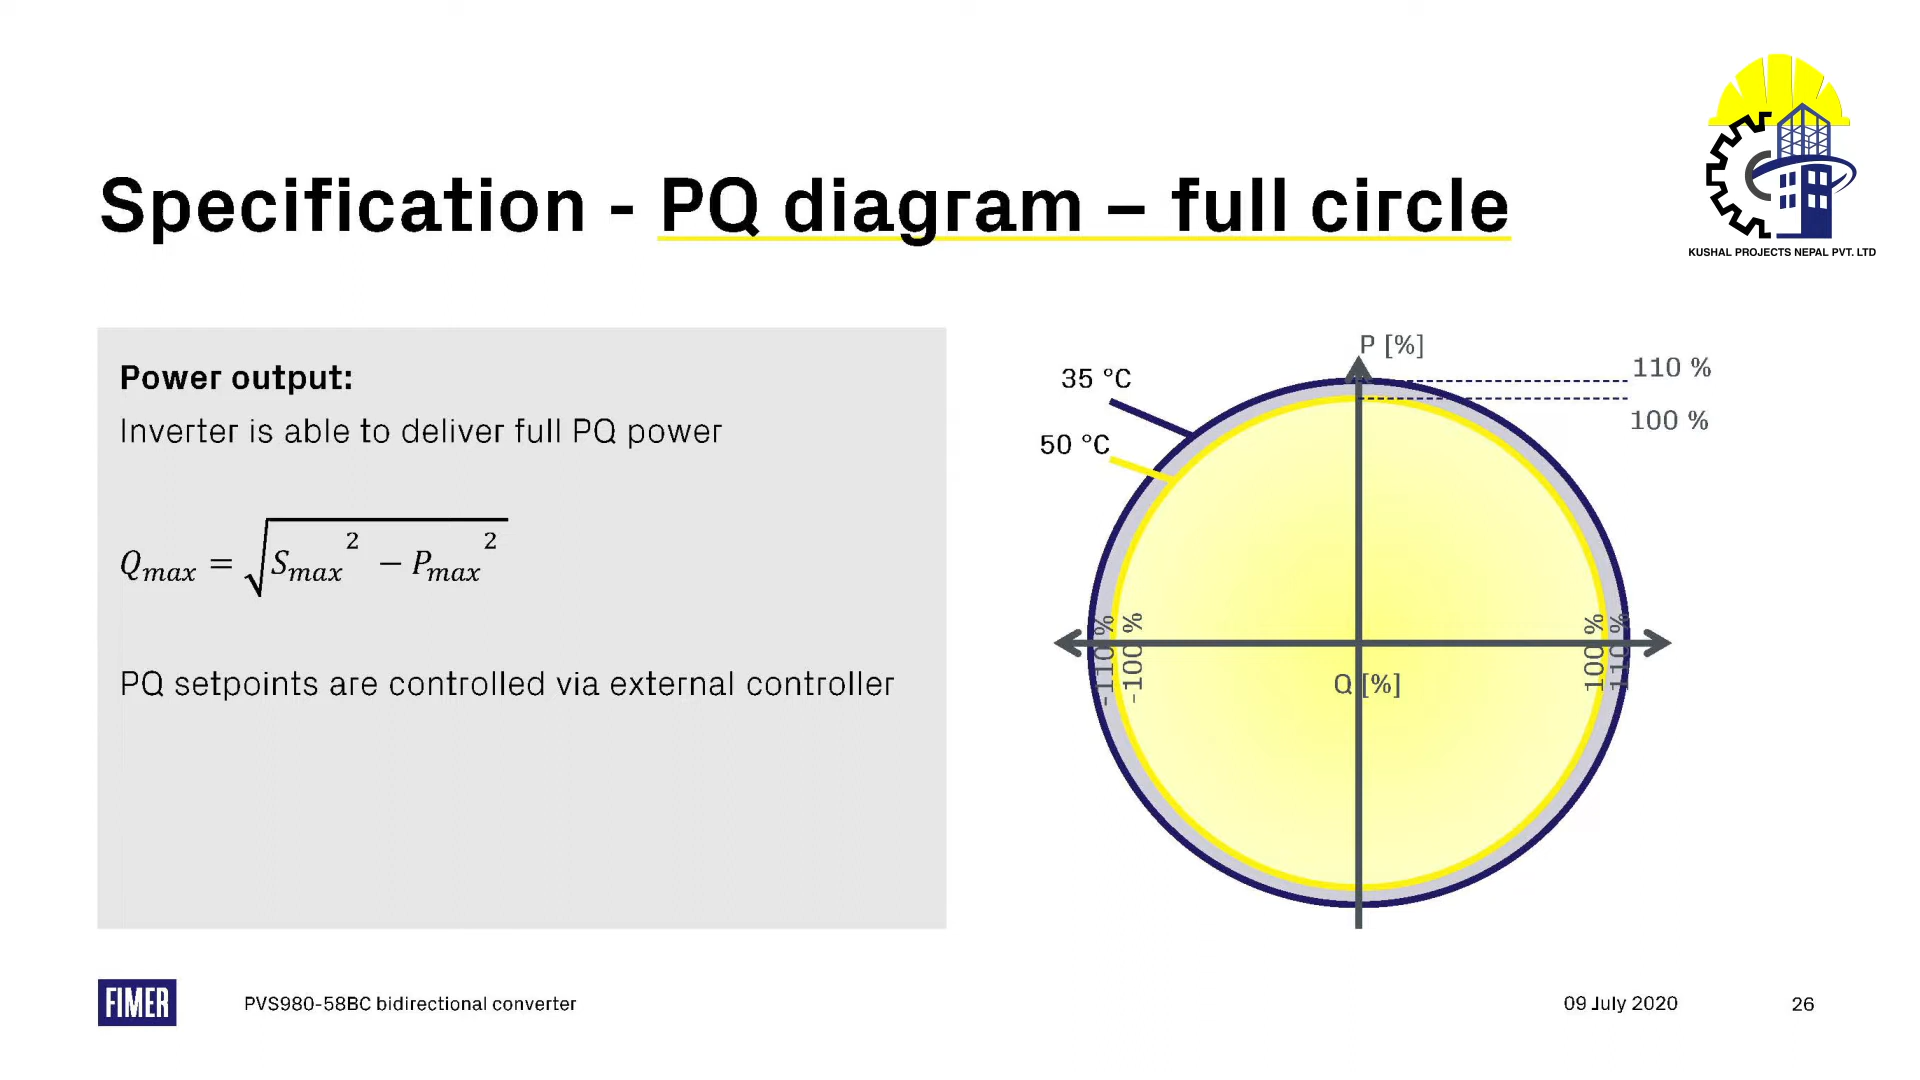 KUSHAL PROJECTS NEPAL PVT. LTD
Specification - PQ diagram – full circle
Power output:
Inverter is able to deliver full PQ power
Qmax = √Smax² − Pmax²
PQ setpoints are controlled via external controller
P [%]
35 °C
50 °C
110 %
100 %
-110 %
-100 %
100 %
110 %
Q [%]
FIMER
PVS980-58BC bidirectional converter
09 July 2020
26